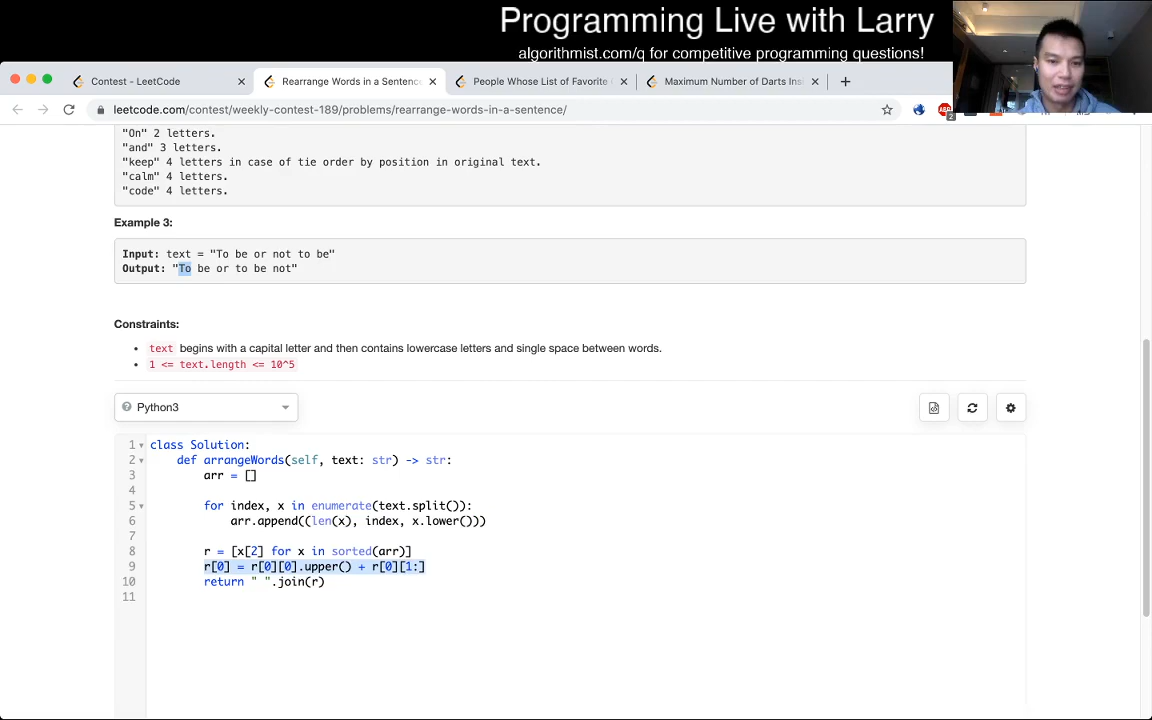 Programming Live with Larry
algorithmist.com/q for competitive programming questions!
Contest - LeetCode
Rearrange Words in a Sentence
People Whose List of Favorite
Maximum Number of Darts Ins
leetcode.com/contest/weekly-contest-189/problems/rearrange-words-in-a-sentence/
"On" 2 letters.
"and" 3 letters.
"keep" 4 letters in case of tie order by position in original text.
"calm" 4 letters.
"code" 4 letters.
Example 3:
Input: text = "To be or not to be"
Output: "To be or to be not"
Constraints:
text begins with a capital letter and then contains lowercase letters and single space between words.
1 <= text.length <= 10^5
Python3
1 class Solution:
2 def arrangeWords(self, text: str) -> str:
3 arr = []
4
5 for index, x in enumerate(text.split()):
6 arr.append((len(x), index, x.lower()))
7
8 r = [x[2] for x in sorted(arr)]
9 r[0] = r[0][0].upper() + r[0][1:]
10 return " ".join(r)
11